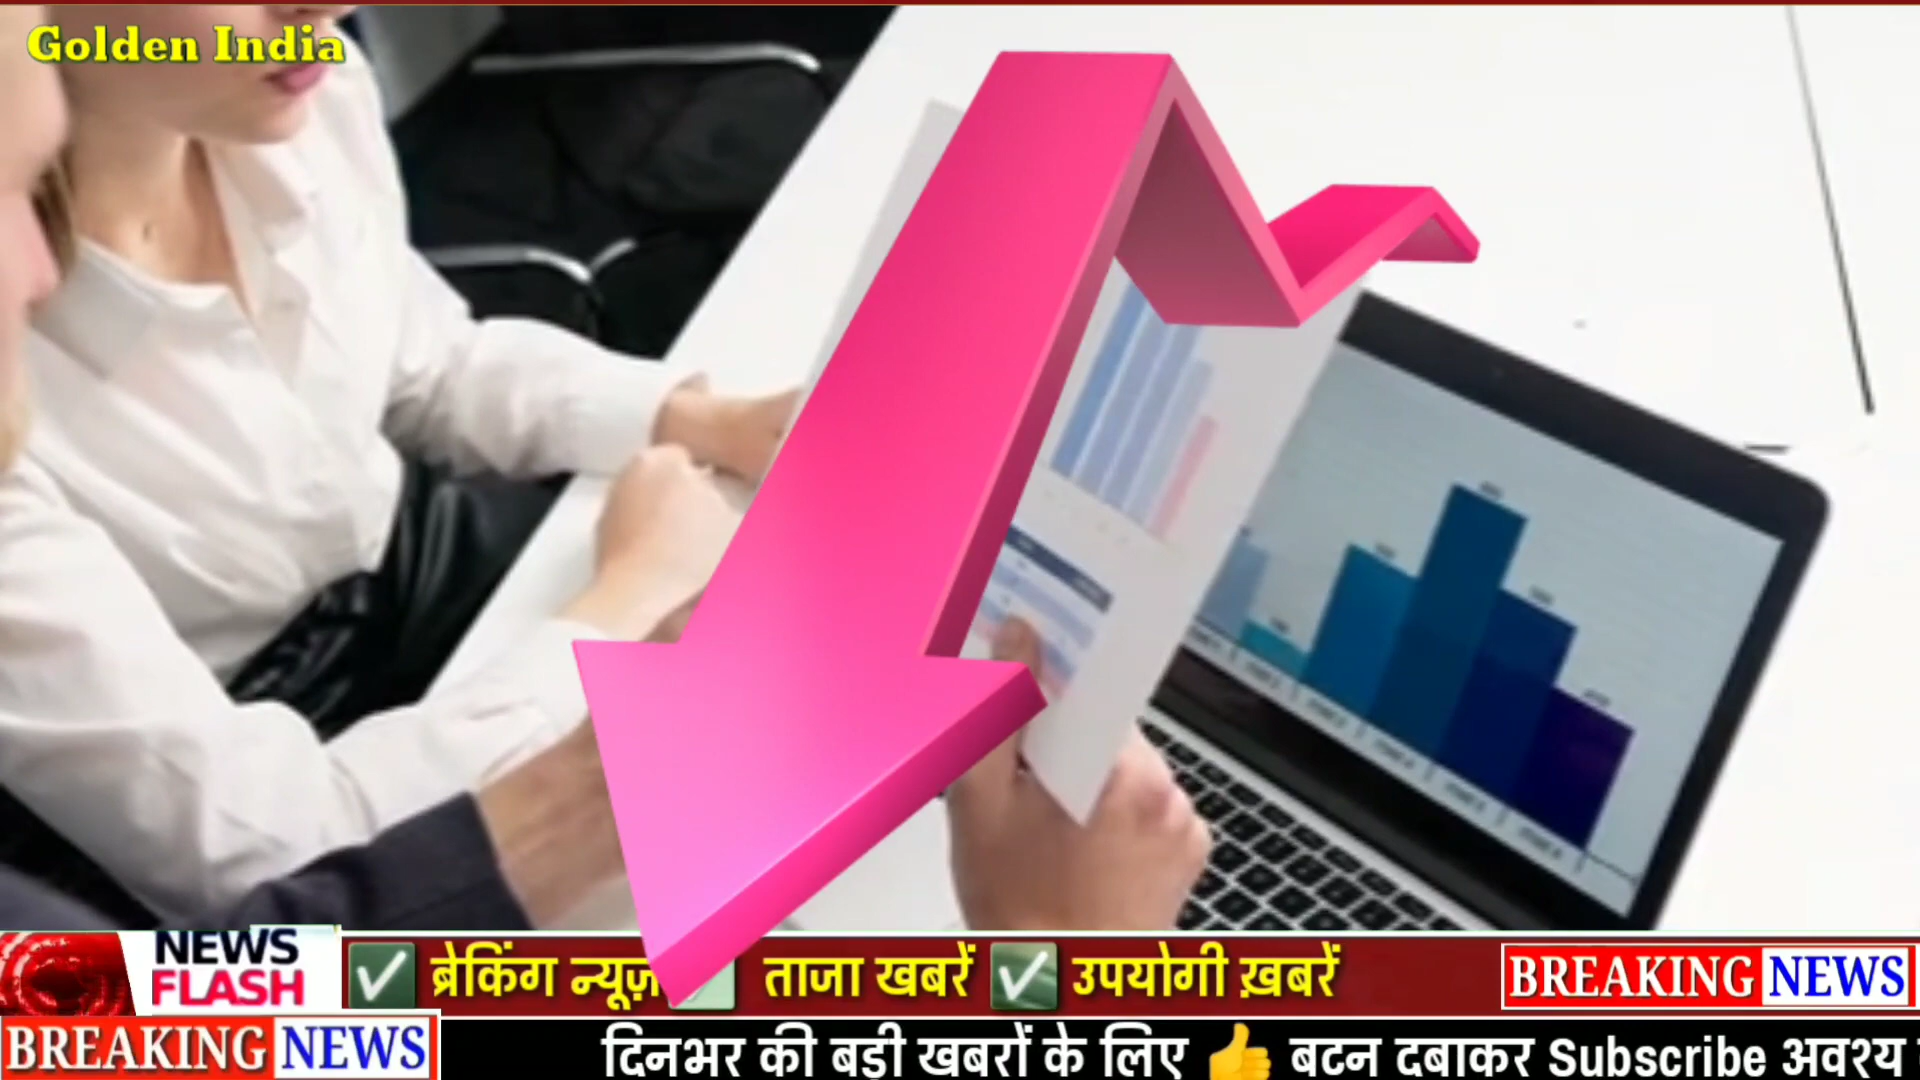 Golden India
NEWS
FLASH
✅ ब्रेकिंग न्यूज़ ✅ ताजा खबरें ✅ उपयोगी ख़बरें
BREAKING NEWS
BREAKING NEWS
दिनभर की बड़ी खबरों के लिए 👍 बटन दबाकर Subscribe अवश्य